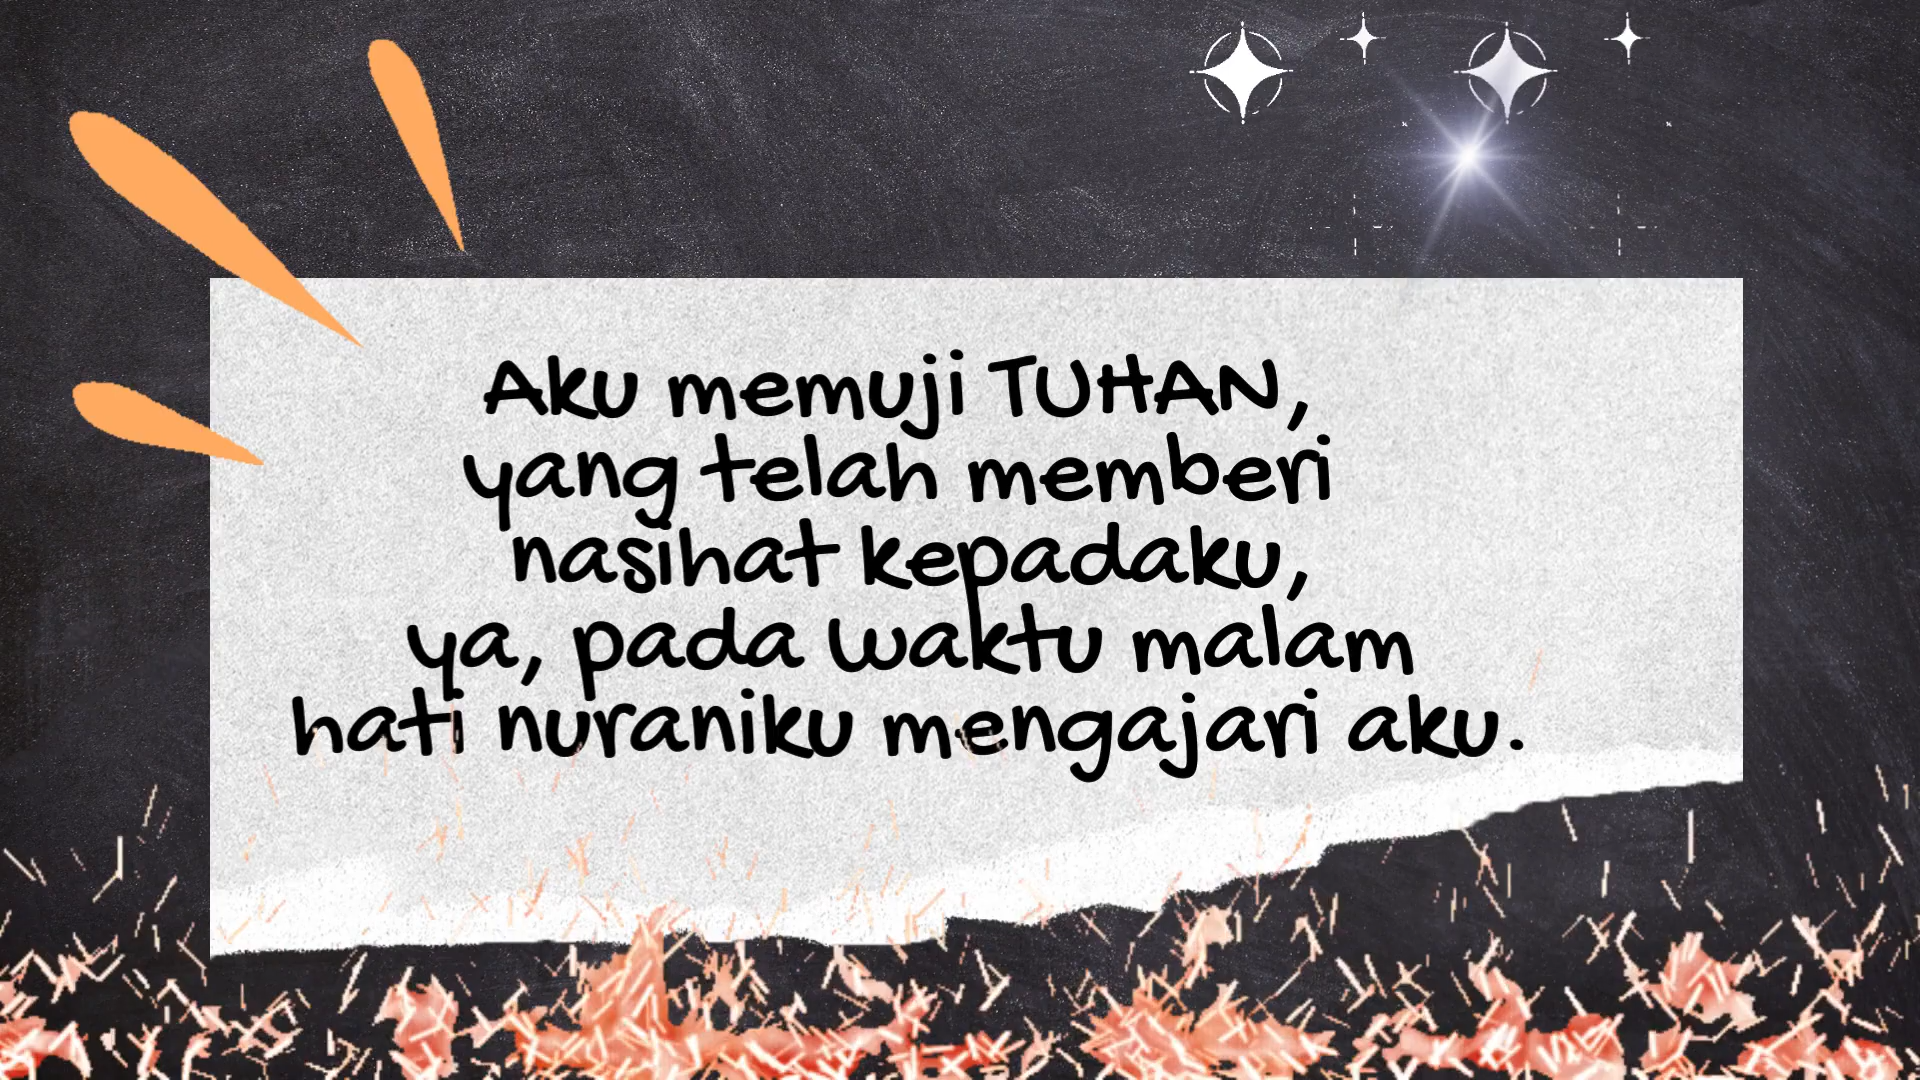 Aku memuji TUHAN,
yang telah memberi
nasihat kepadaku,
ya, pada waktu malam
hati nuraniku mengajari aku.